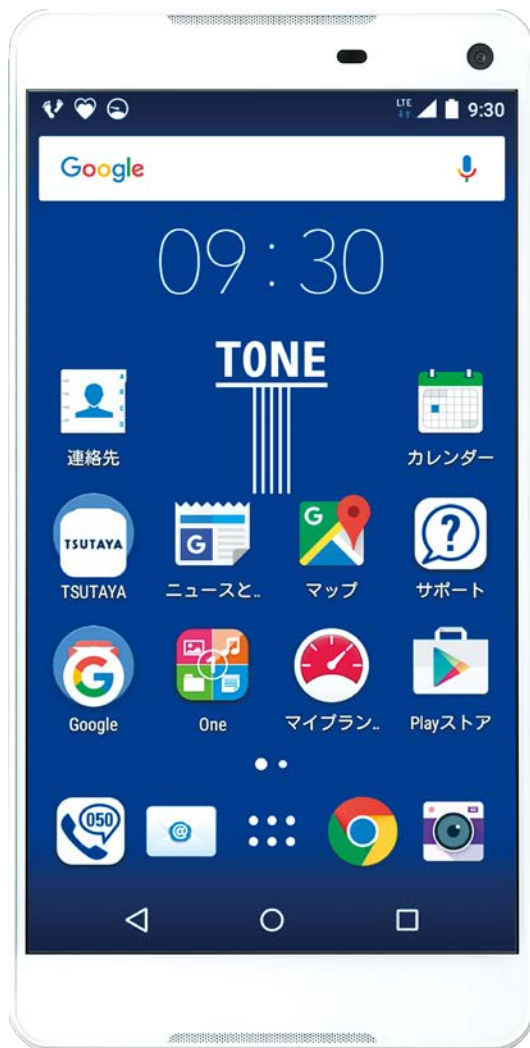 LTE 9:30
Google
09:30
TONE
連絡先
カレンダー
TSUTAYA
TSUTAYA
ニュースと..
G
G
マップ
?
サポート
G
Google
1
One
マイプラン..
Playストア
050
@